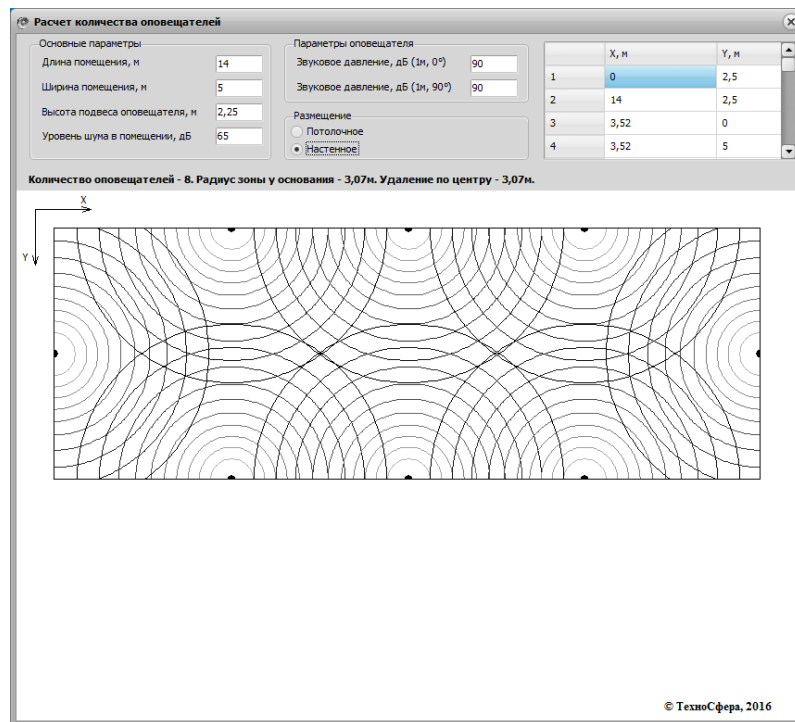 Расчет количества оповещателей
Основные параметры
Длина помещения, м 14
Ширина помещения, м 5
Высота подвеса оповещателя, м 2,25
Уровень шума в помещении, дБ 65
Параметры оповещателя
Звуковое давление, дБ (1м, 0°) 90
Звуковое давление, дБ (1м, 90°) 90
Размещение
Потолочное
Настенное
X, м Y, м
1 0 2,5
2 14 2,5
3 3,52 0
4 3,52 5
Количество оповещателей - 8. Радиус зоны у основания - 3,07м. Удаление по центру - 3,07м.
X
Y
© ТехноСфера, 2016